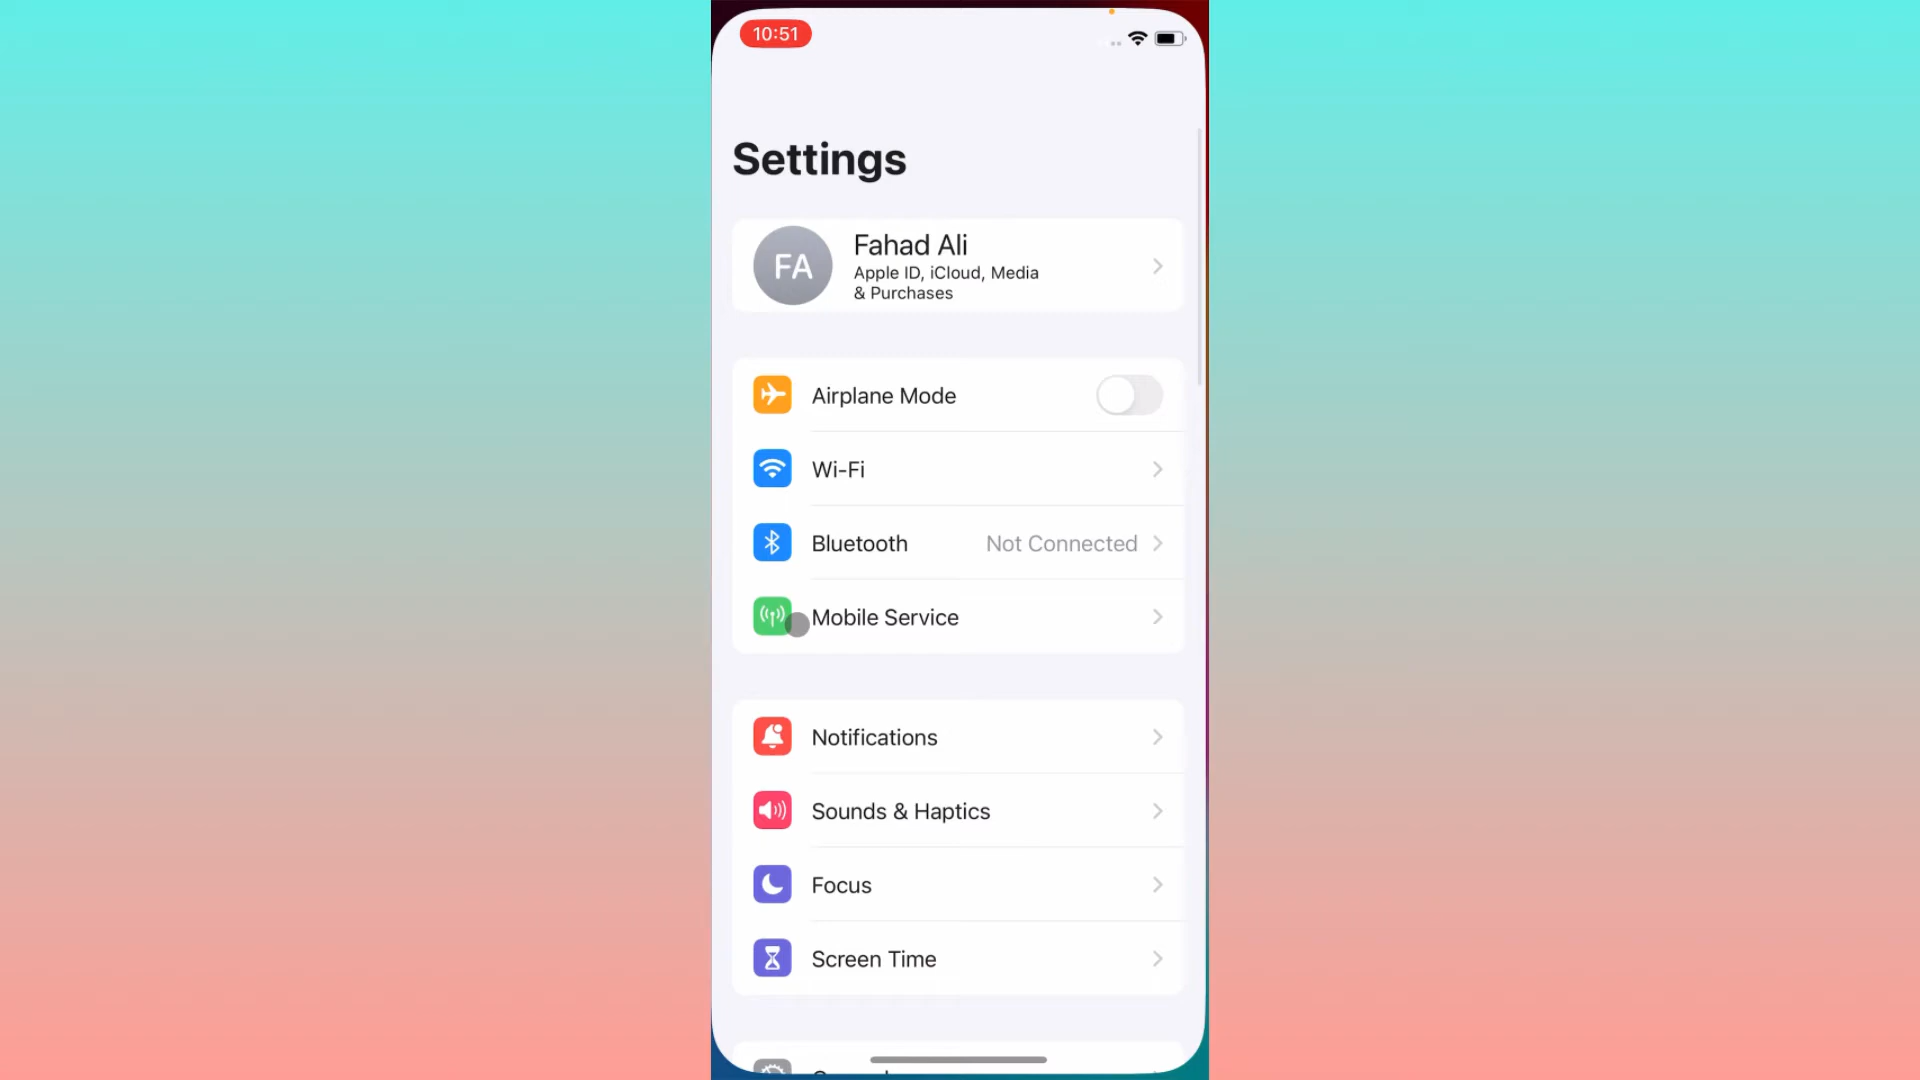 10:51
Settings
FA
Fahad Ali
Apple ID, iCloud, Media
& Purchases
Airplane Mode
Wi-Fi
Bluetooth Not Connected
Mobile Service
Notifications
Sounds & Haptics
Focus
Screen Time